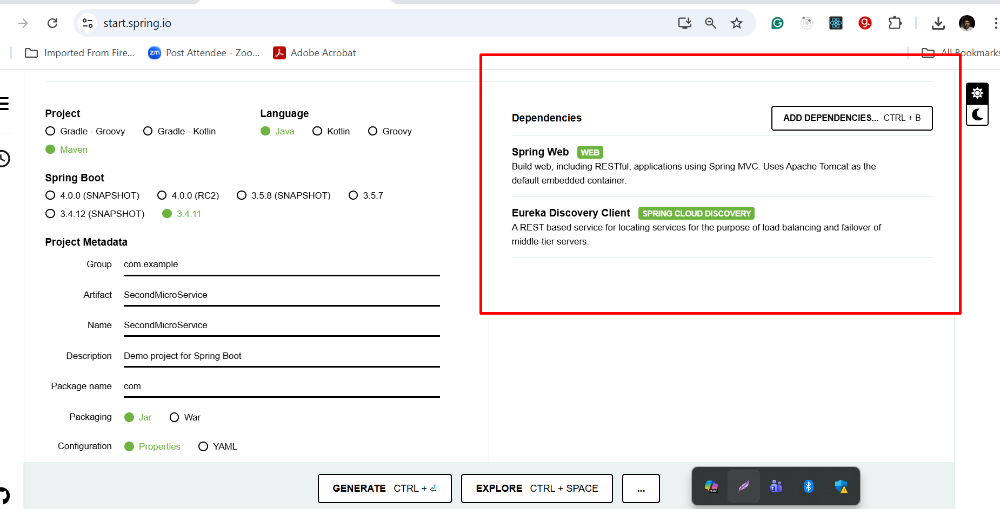 start.spring.io
Imported From Fire...
zm
Post Attendee - Zoo...
Adobe Acrobat
All Bookmarks
Project
Gradle - Groovy
Gradle - Kotlin
Maven
Language
Java
Kotlin
Groovy
Spring Boot
4.0.0 (SNAPSHOT)
4.0.0 (RC2)
3.5.8 (SNAPSHOT)
3.5.7
3.4.12 (SNAPSHOT)
3.4.11
Project Metadata
Group
com.example
Artifact
SecondMicroService
Name
SecondMicroService
Description
Demo project for Spring Boot
Package name
com
Packaging
Jar
War
Configuration
Properties
YAML
Dependencies
ADD DEPENDENCIES... CTRL + B
Spring Web WEB
Build web, including RESTful, applications using Spring MVC. Uses Apache Tomcat as the
default embedded container.
Eureka Discovery Client SPRING CLOUD DISCOVERY
A REST based service for locating services for the purpose of load balancing and failover of
middle-tier servers.
GENERATE CTRL + ⏎
EXPLORE CTRL + SPACE
...
M365